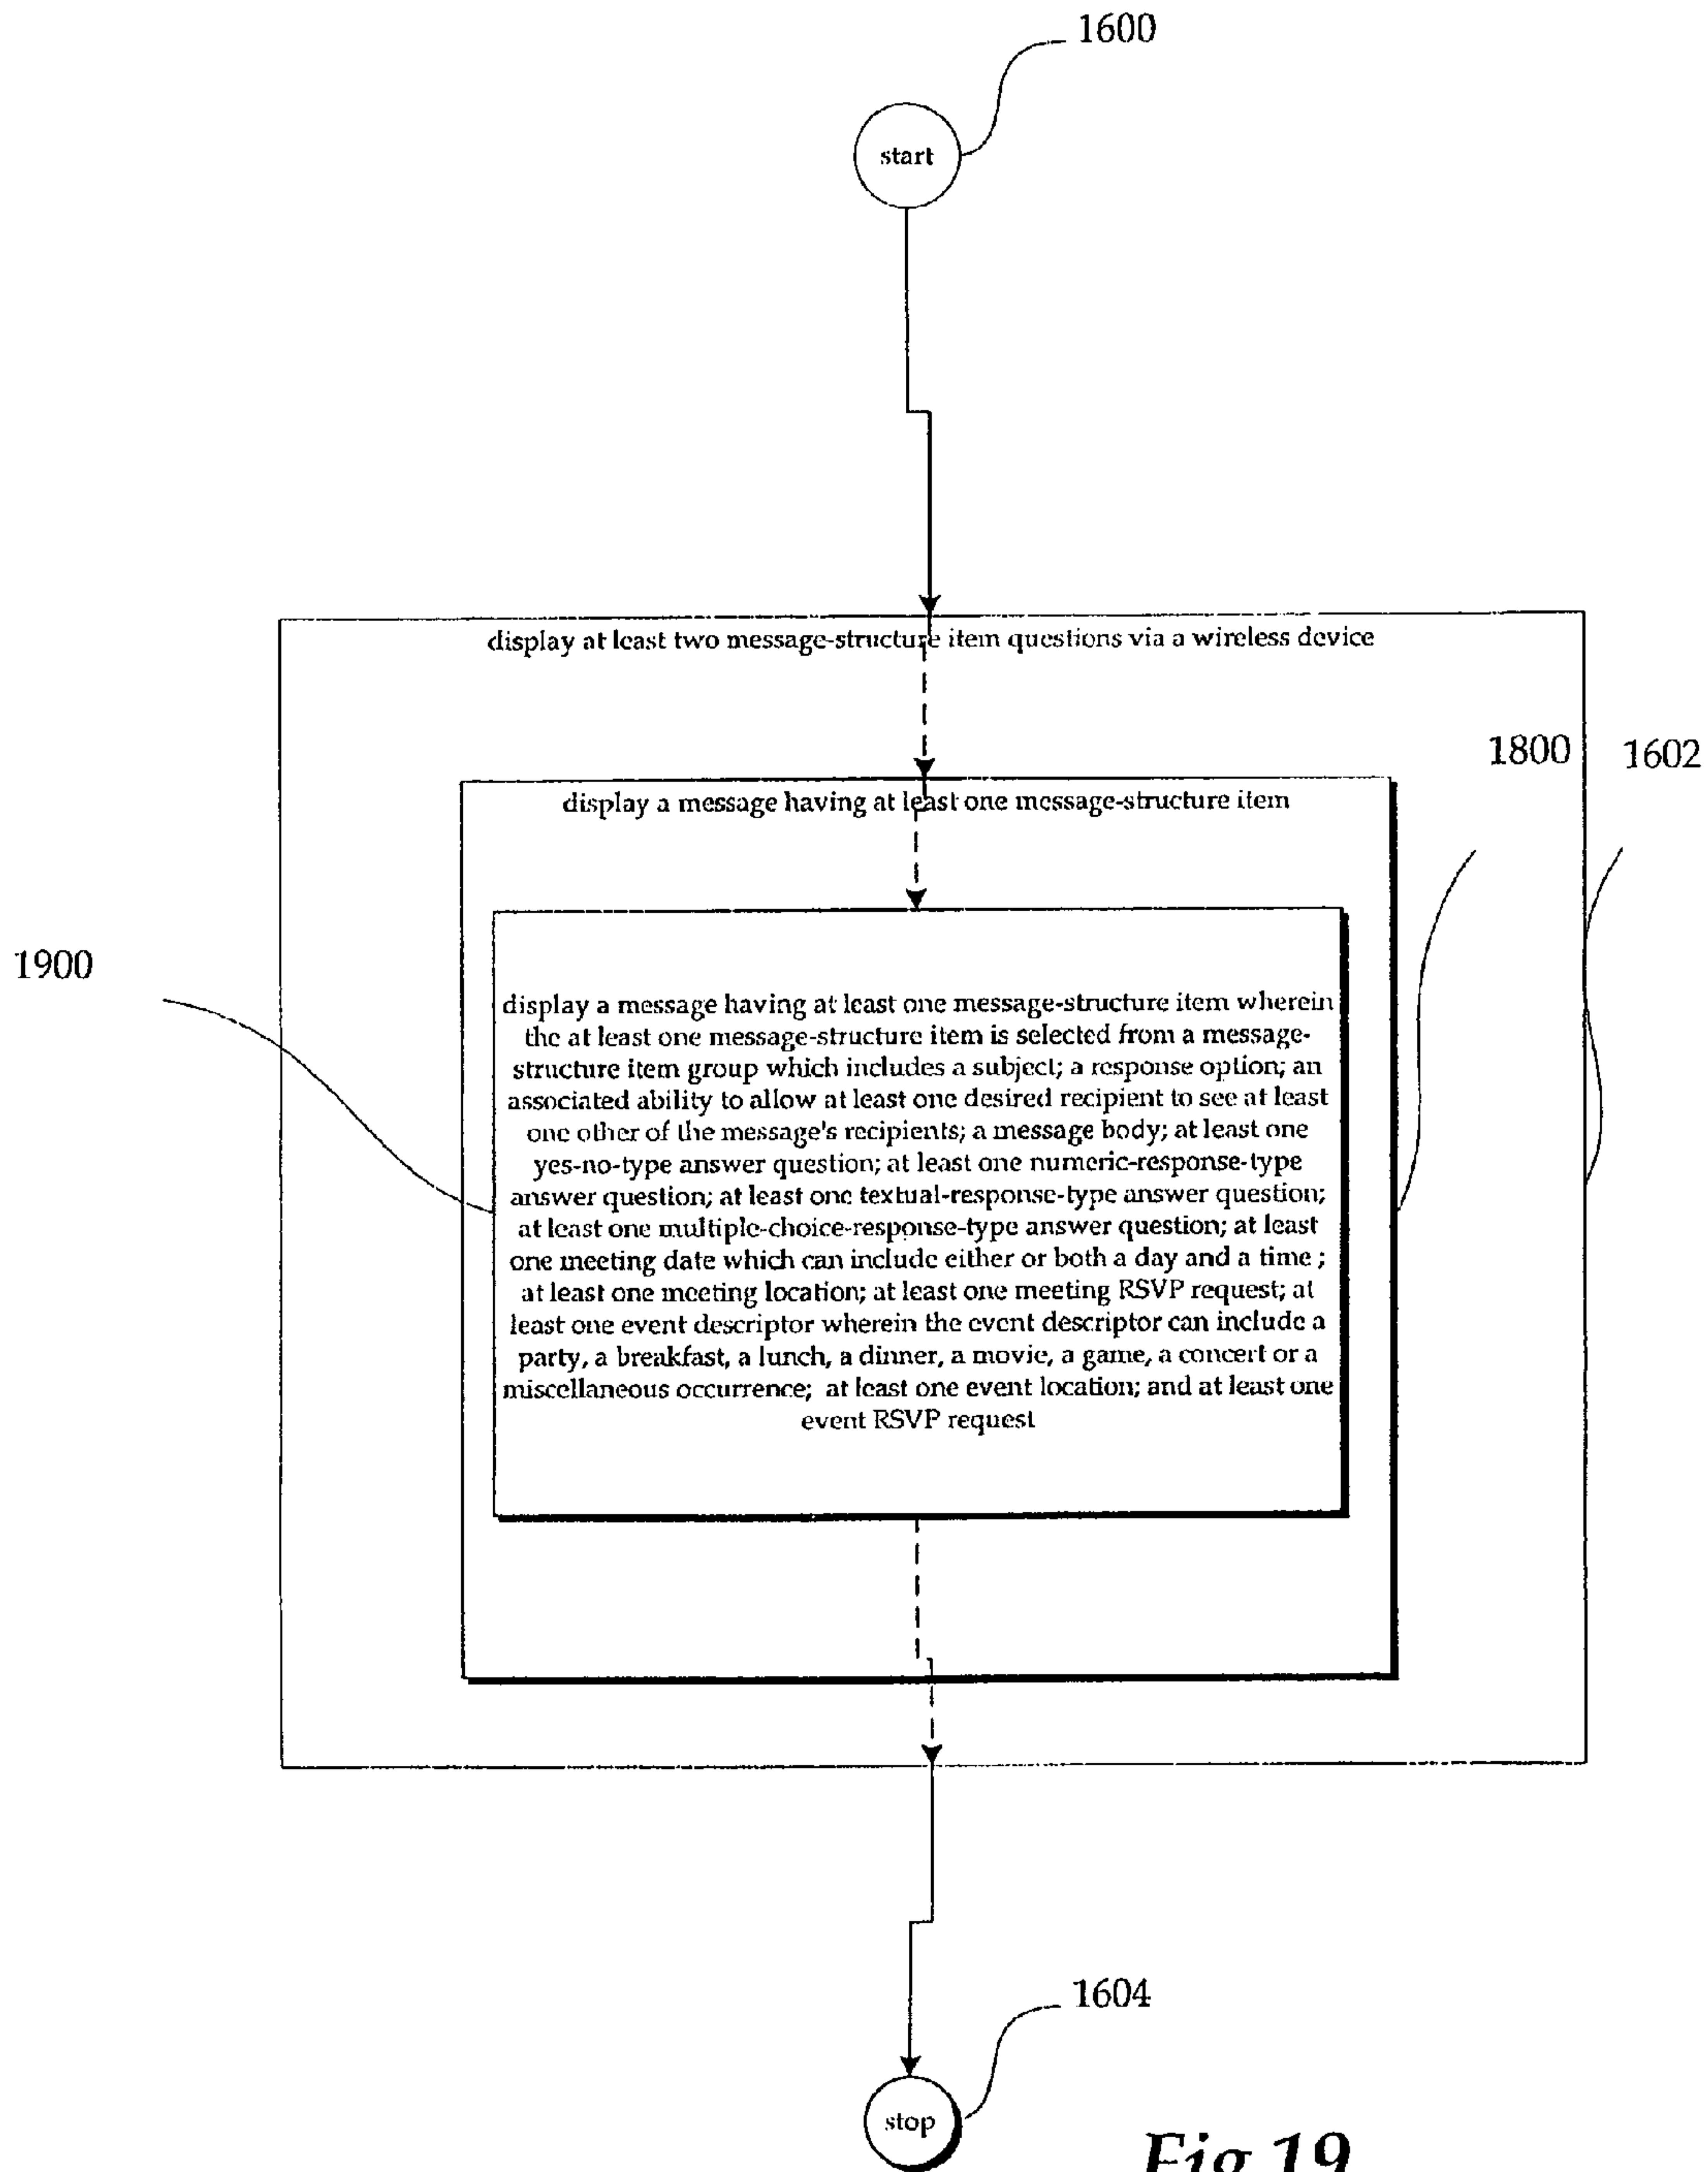 1600
start
display at least two message-structure item questions via a wireless device
1800
1602
display a message having at least one message-structure item
1900
display a message having at least one message-structure item wherein
the at least one message-structure item is selected from a message-
structure item group which includes a subject; a response option; an
associated ability to allow at least one desired recipient to see at least
one other of the message's recipients; a message body; at least one
yes-no-type answer question; at least one numeric-response-type
answer question; at least one textual-response-type answer question;
at least one multiple-choice-response-type answer question; at least
one meeting date which can include either or both a day and a time ;
at least one meeting location; at least one meeting RSVP request; at
least one event descriptor wherein the event descriptor can include a
party, a breakfast, a lunch, a dinner, a movie, a game, a concert or a
miscellaneous occurrence; at least one event location; and at least one
event RSVP request
1604
stop
Fig 19